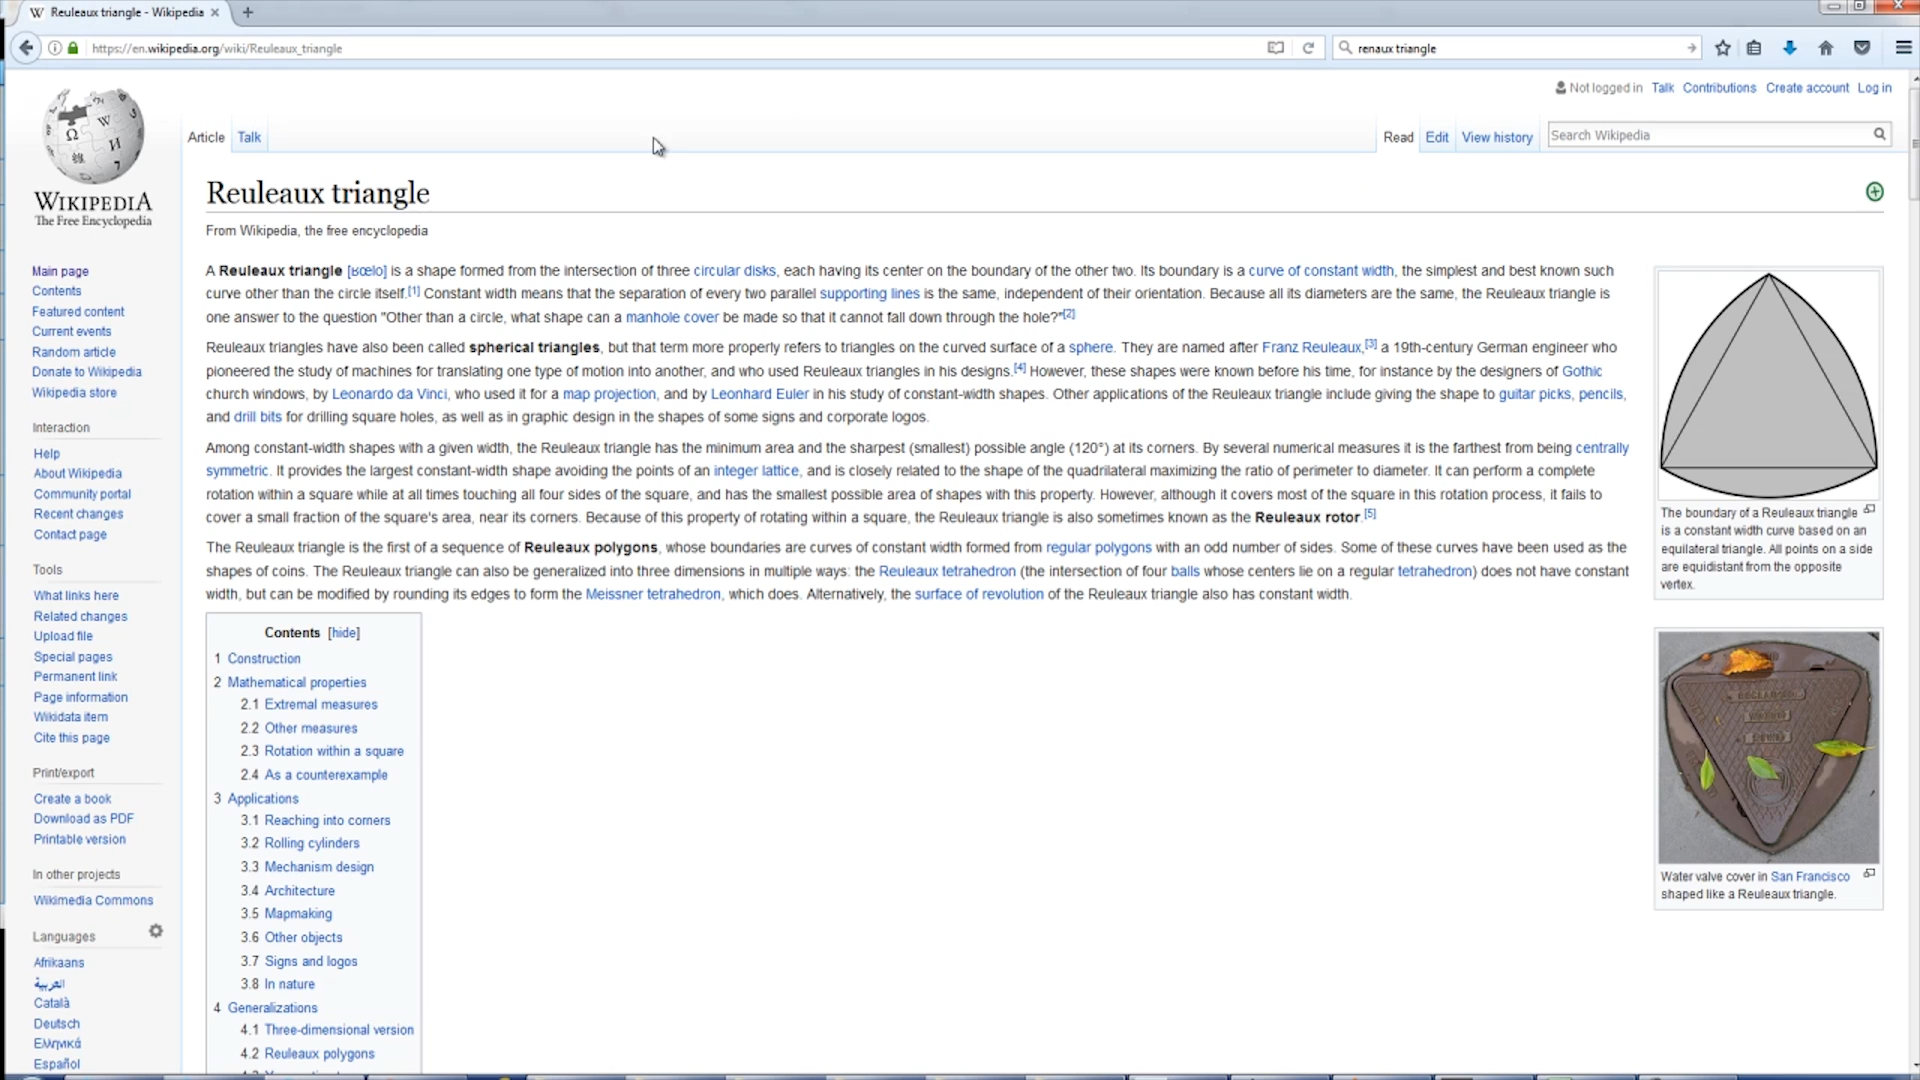 Reuleaux triangle - Wikipedia
https://en.wikipedia.org/wiki/Reuleaux_triangle
renaux triangle
Not logged in Talk Contributions Create account Log in
Article Talk
Read Edit View history
Search Wikipedia
WIKIPEDIA
The Free Encyclopedia
Main page
Contents
Featured content
Current events
Random article
Donate to Wikipedia
Wikipedia store
Interaction
Help
About Wikipedia
Community portal
Recent changes
Contact page
Tools
What links here
Related changes
Upload file
Special pages
Permanent link
Page information
Wikidata item
Cite this page
Print/export
Create a book
Download as PDF
Printable version
In other projects
Wikimedia Commons
Languages
Afrikaans
العربية
Català
Deutsch
Ελληνικά
Español
Reuleaux triangle
From Wikipedia, the free encyclopedia
A Reuleaux triangle [ʁœlo] is a shape formed from the intersection of three circular disks, each having its center on the boundary of the other two. Its boundary is a curve of constant width, the simplest and best known such
curve other than the circle itself.[1] Constant width means that the separation of every two parallel supporting lines is the same, independent of their orientation. Because all its diameters are the same, the Reuleaux triangle is
one answer to the question "Other than a circle, what shape can a manhole cover be made so that it cannot fall down through the hole?"[2]
Reuleaux triangles have also been called spherical triangles, but that term more properly refers to triangles on the curved surface of a sphere. They are named after Franz Reuleaux,[3] a 19th-century German engineer who
pioneered the study of machines for translating one type of motion into another, and who used Reuleaux triangles in his designs.[4] However, these shapes were known before his time, for instance by the designers of Gothic
church windows, by Leonardo da Vinci, who used it for a map projection, and by Leonhard Euler in his study of constant-width shapes. Other applications of the Reuleaux triangle include giving the shape to guitar picks, pencils,
and drill bits for drilling square holes, as well as in graphic design in the shapes of some signs and corporate logos.
Among constant-width shapes with a given width, the Reuleaux triangle has the minimum area and the sharpest (smallest) possible angle (120°) at its corners. By several numerical measures it is the farthest from being centrally
symmetric. It provides the largest constant-width shape avoiding the points of an integer lattice, and is closely related to the shape of the quadrilateral maximizing the ratio of perimeter to diameter. It can perform a complete
rotation within a square while at all times touching all four sides of the square, and has the smallest possible area of shapes with this property. However, although it covers most of the square in this rotation process, it fails to
cover a small fraction of the square's area, near its corners. Because of this property of rotating within a square, the Reuleaux triangle is also sometimes known as the Reuleaux rotor.[5]
The Reuleaux triangle is the first of a sequence of Reuleaux polygons, whose boundaries are curves of constant width formed from regular polygons with an odd number of sides. Some of these curves have been used as the
shapes of coins. The Reuleaux triangle can also be generalized into three dimensions in multiple ways: the Reuleaux tetrahedron (the intersection of four balls whose centers lie on a regular tetrahedron) does not have constant
width, but can be modified by rounding its edges to form the Meissner tetrahedron, which does. Alternatively, the surface of revolution of the Reuleaux triangle also has constant width.
Contents [hide]
1 Construction
2 Mathematical properties
2.1 Extremal measures
2.2 Other measures
2.3 Rotation within a square
2.4 As a counterexample
3 Applications
3.1 Reaching into corners
3.2 Rolling cylinders
3.3 Mechanism design
3.4 Architecture
3.5 Mapmaking
3.6 Other objects
3.7 Signs and logos
3.8 In nature
4 Generalizations
4.1 Three-dimensional version
4.2 Reuleaux polygons
The boundary of a Reuleaux triangle
is a constant width curve based on an
equilateral triangle. All points on a side
are equidistant from the opposite
vertex.
Water valve cover in San Francisco
shaped like a Reuleaux triangle.